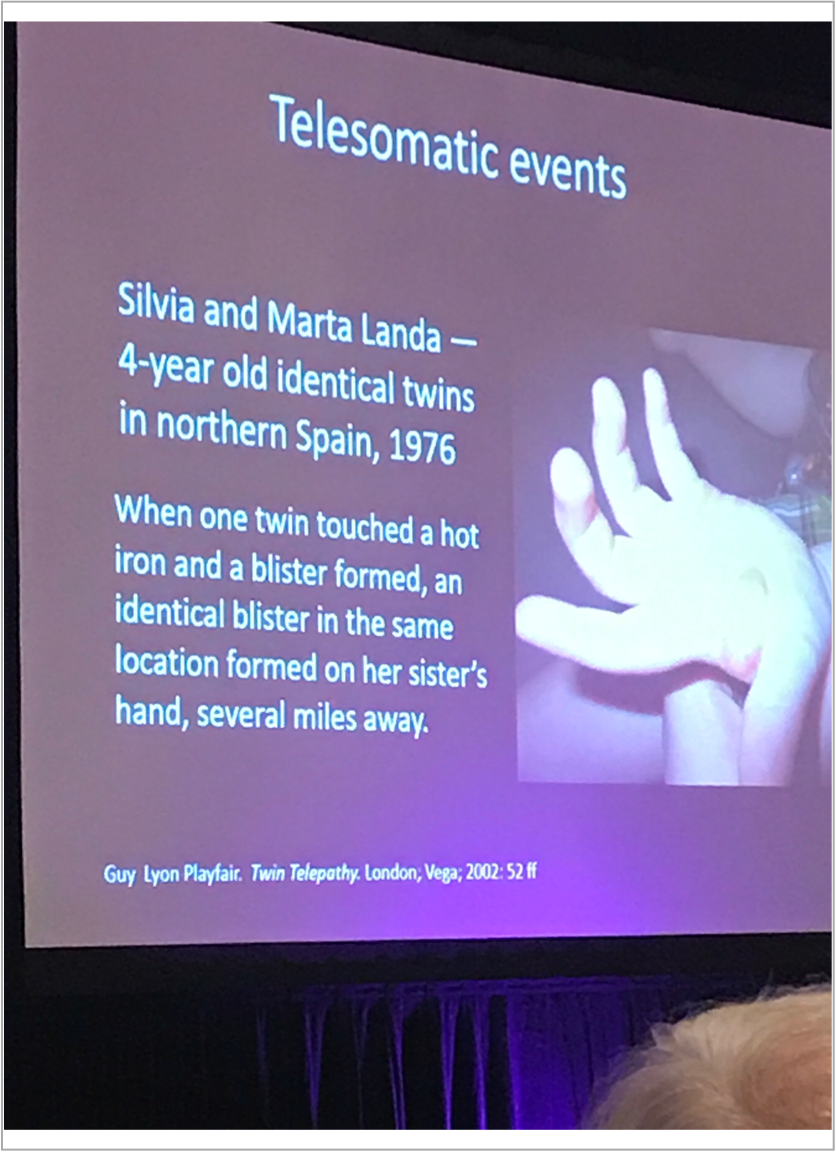 Telesomatic events
Silvia and Marta Landa —
4-year old identical twins
in northern Spain, 1976
When one twin touched a hot
iron and a blister formed, an
identical blister in the same
location formed on her sister's
hand, several miles away.
Guy Lyon Playfair. Twin Telepathy. London; Vega; 2002: 52 ff